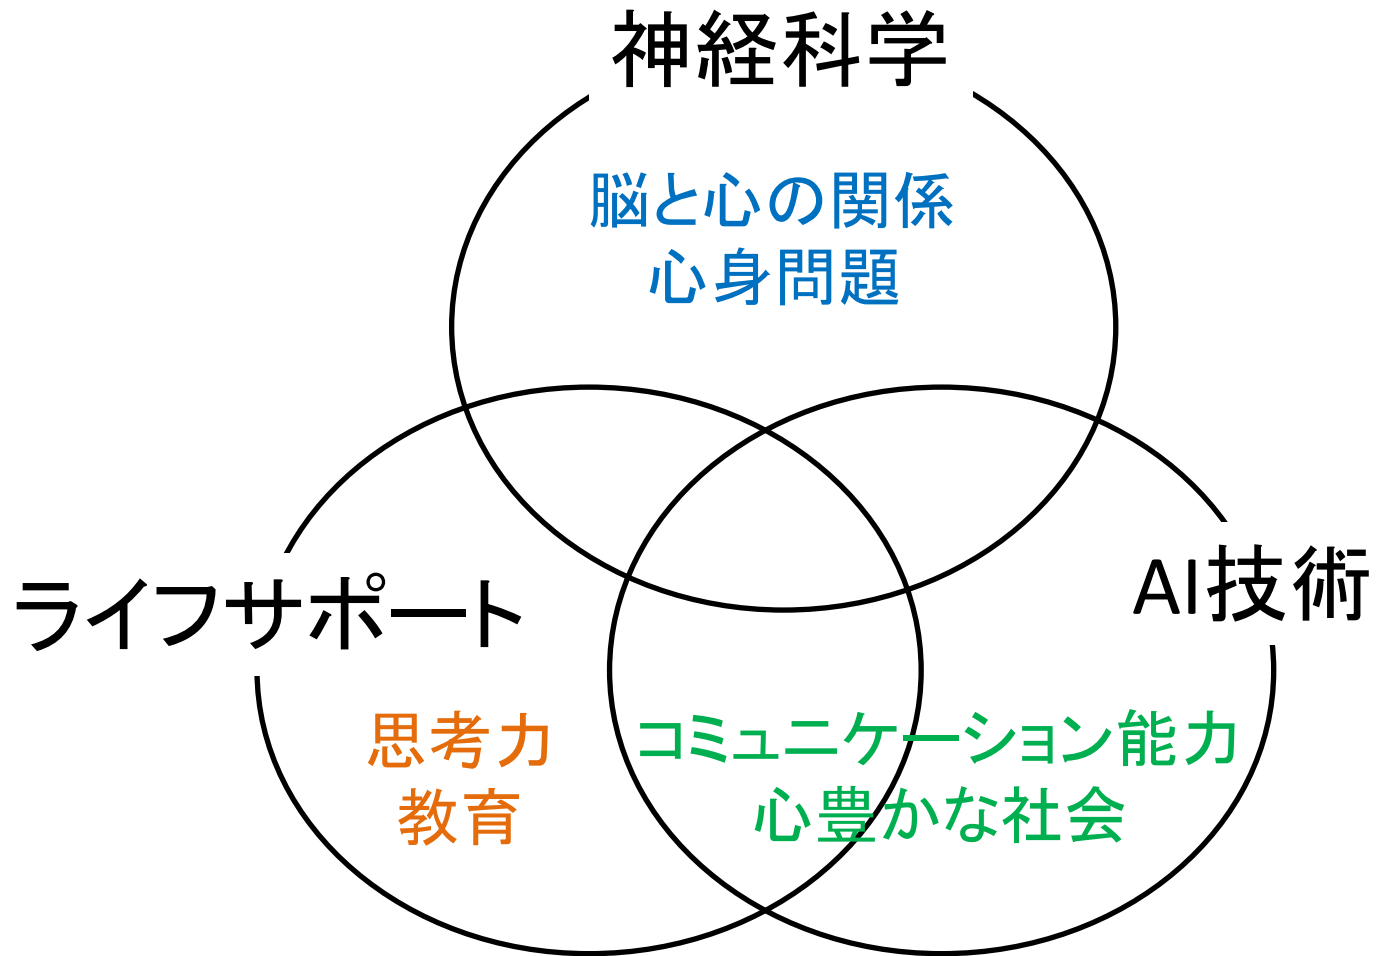 神経科学
脳と心の関係
心身問題
ライフサポート
AI技術
思考力
教育
コミュニケーション能力
心豊かな社会